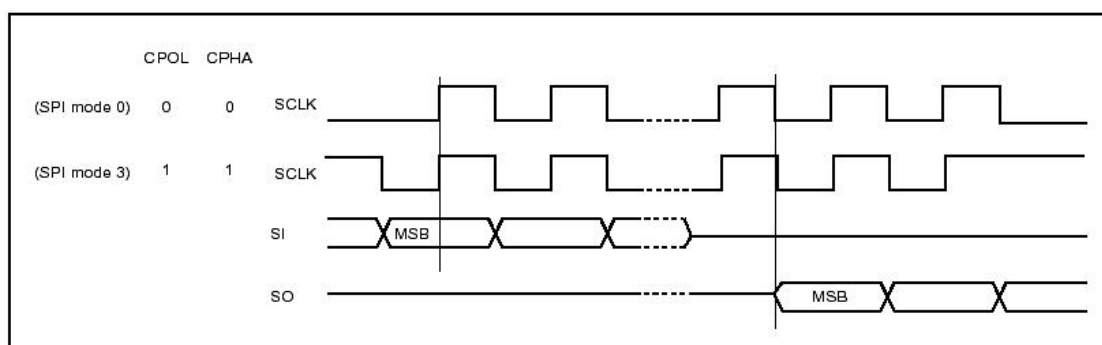 CPOL CPHA
(SPI mode 0) 0 0 SCLK
(SPI mode 3) 1 1 SCLK
SI MSB
SO MSB